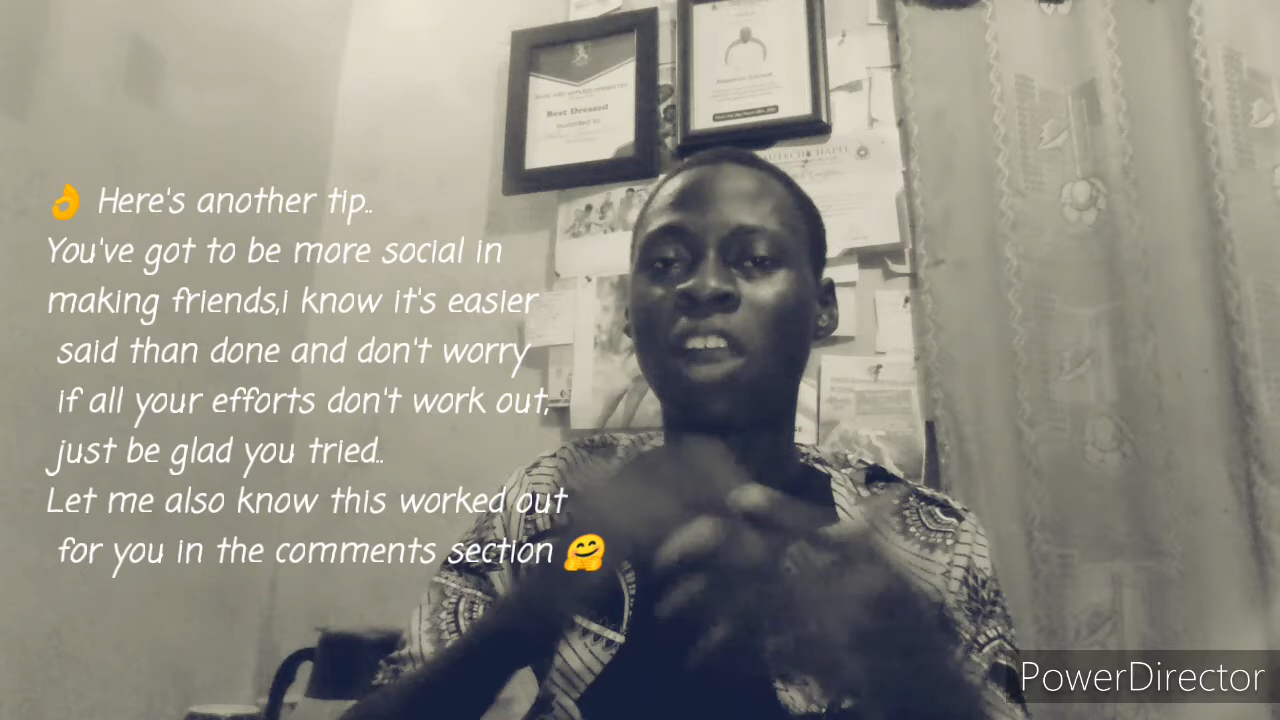 Best Dressed
👌 Here's another tip..
You've got to be more social in
making friends,i know it's easier
said than done and don't worry
if all your efforts don't work out,
just be glad you tried..
Let me also know this worked out
for you in the comments section 🤗
PowerDirector